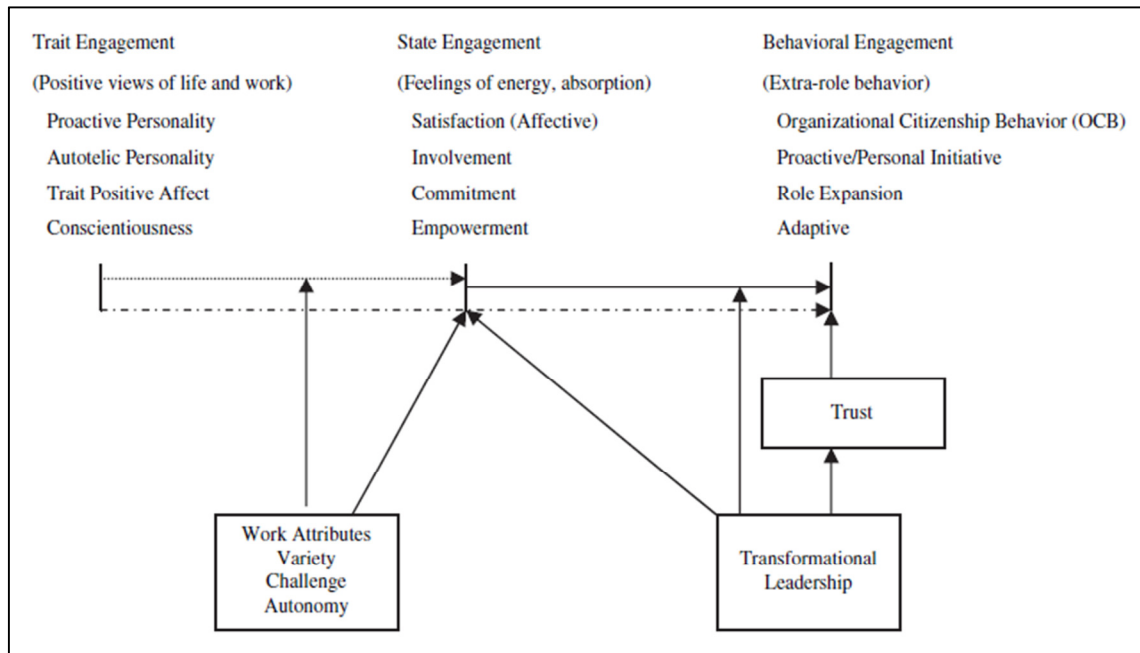 Trait Engagement
(Positive views of life and work)
Proactive Personality
Autotelic Personality
Trait Positive Affect
Conscientiousness
State Engagement
(Feelings of energy, absorption)
Satisfaction (Affective)
Involvement
Commitment
Empowerment
Behavioral Engagement
(Extra-role behavior)
Organizational Citizenship Behavior (OCB)
Proactive/Personal Initiative
Role Expansion
Adaptive
Trust
Work Attributes
Variety
Challenge
Autonomy
Transformational
Leadership